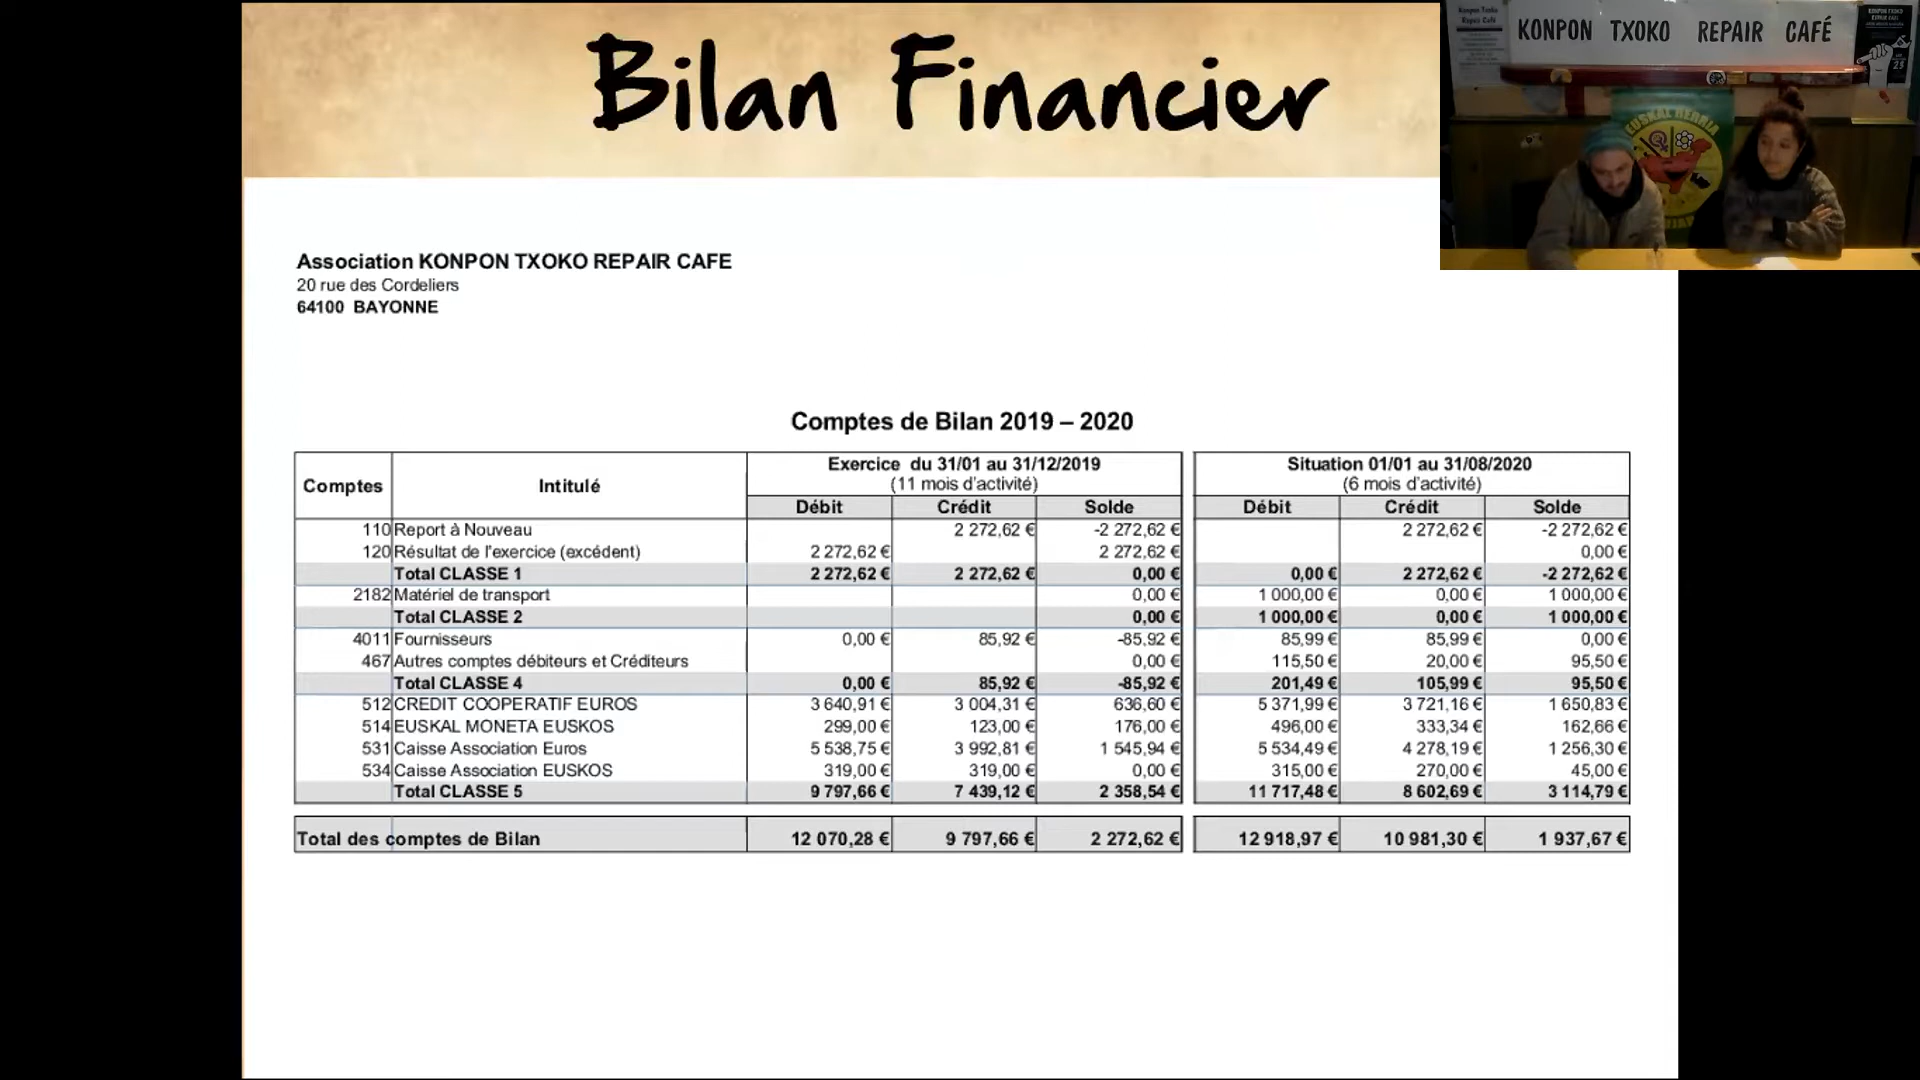 Bilan Financier
KONPON TXOKO REPAIR CAFÉ
Konpon Txoko
Repair Café
KONPON TXOKO
REPAIR CAFE
25
EUSKAL HERRIA
Association KONPON TXOKO REPAIR CAFE
20 rue des Cordeliers
64100 BAYONNE
Comptes de Bilan 2019 – 2020
Comptes Intitulé Exercice du 31/01 au 31/12/2019 Situation 01/01 au 31/08/2020
(11 mois d'activité) (6 mois d'activité)
Débit Crédit Solde Débit Crédit Solde
110 Report à Nouveau 2 272,62 € -2 272,62 € 2 272,62 € -2 272,62 €
120 Résultat de l'exercice (excédent) 2 272,62 € 2 272,62 € 0,00 €
Total CLASSE 1 2 272,62 € 2 272,62 € 0,00 € 0,00 € 2 272,62 € -2 272,62 €
2182 Matériel de transport 0,00 € 1 000,00 € 0,00 € 1 000,00 €
Total CLASSE 2 0,00 € 1 000,00 € 0,00 € 1 000,00 €
4011 Fournisseurs 0,00 € 85,92 € -85,92 € 85,99 € 85,99 € 0,00 €
467 Autres comptes débiteurs et Créditeurs 0,00 € 115,50 € 20,00 € 95,50 €
Total CLASSE 4 0,00 € 85,92 € -85,92 € 201,49 € 105,99 € 95,50 €
512 CREDIT COOPERATIF EUROS 3 640,91 € 3 004,31 € 636,60 € 5 371,99 € 3 721,16 € 1 650,83 €
514 EUSKAL MONETA EUSKOS 299,00 € 123,00 € 176,00 € 496,00 € 333,34 € 162,66 €
531 Caisse Association Euros 5 538,75 € 3 992,81 € 1 545,94 € 5 534,49 € 4 278,19 € 1 256,30 €
534 Caisse Association EUSKOS 319,00 € 319,00 € 0,00 € 315,00 € 270,00 € 45,00 €
Total CLASSE 5 9 797,66 € 7 439,12 € 2 358,54 € 11 717,48 € 8 602,69 € 3 114,79 €
Total des comptes de Bilan 12 070,28 € 9 797,66 € 2 272,62 € 12 918,97 € 10 981,30 € 1 937,67 €